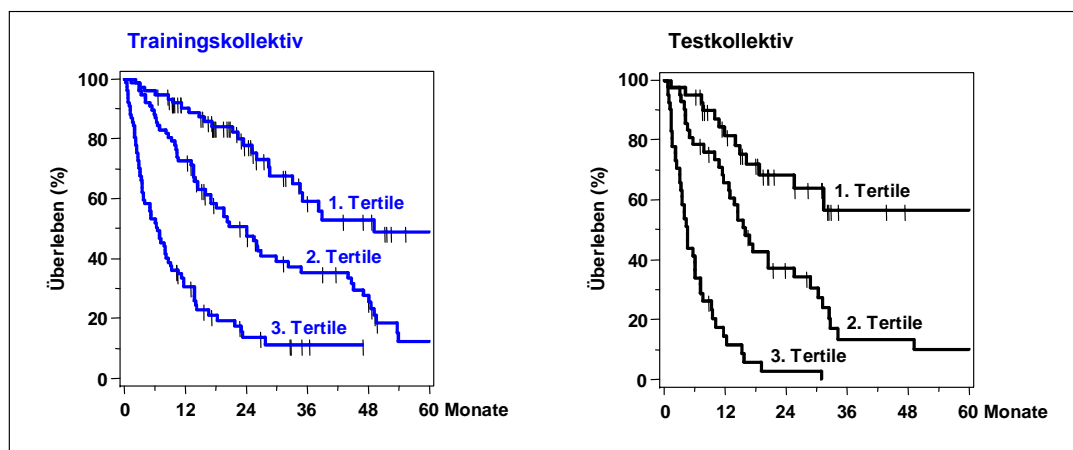 Trainingskollektiv
Überleben (%)
100
80
60
40
20
0
1. Tertile
2. Tertile
3. Tertile
0 12 24 36 48 60 Monate
Testkollektiv
Überleben (%)
100
80
60
40
20
0
1. Tertile
2. Tertile
3. Tertile
0 12 24 36 48 60 Monate